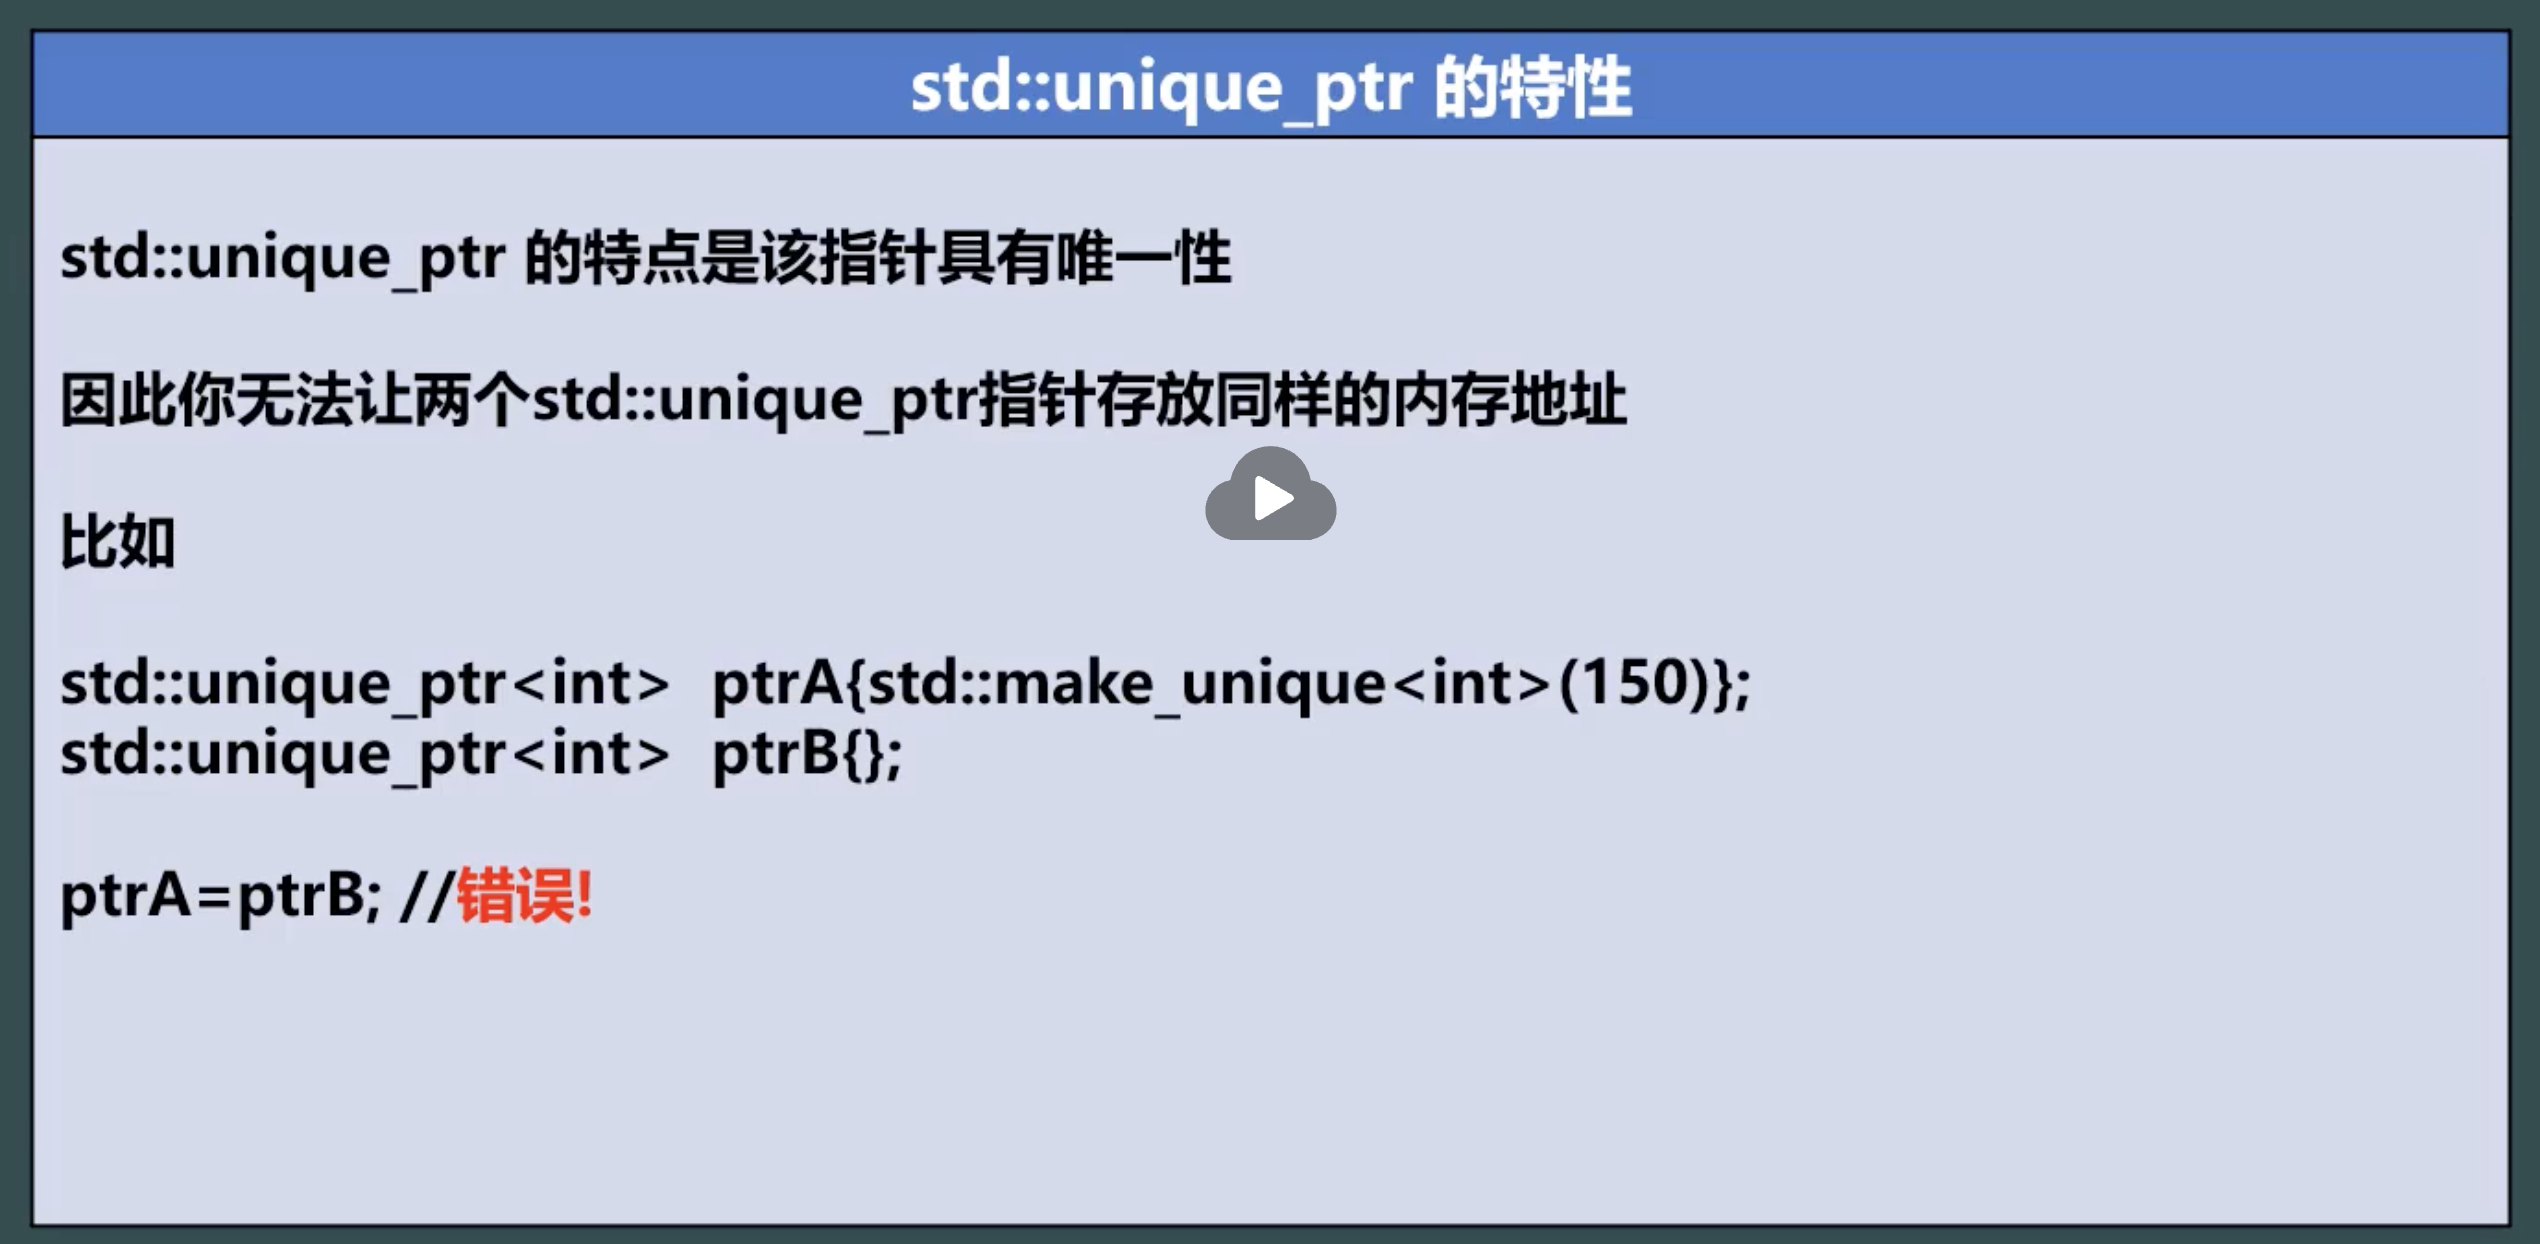 std::unique_ptr 的特性
std::unique_ptr 的特点是该指针具有唯一性
因此你无法让两个std::unique_ptr指针存放同样的内存地址
比如
std::unique_ptr<int>  ptrA{std::make_unique<int>(150)};
std::unique_ptr<int>  ptrB{};
ptrA=ptrB; //错误!